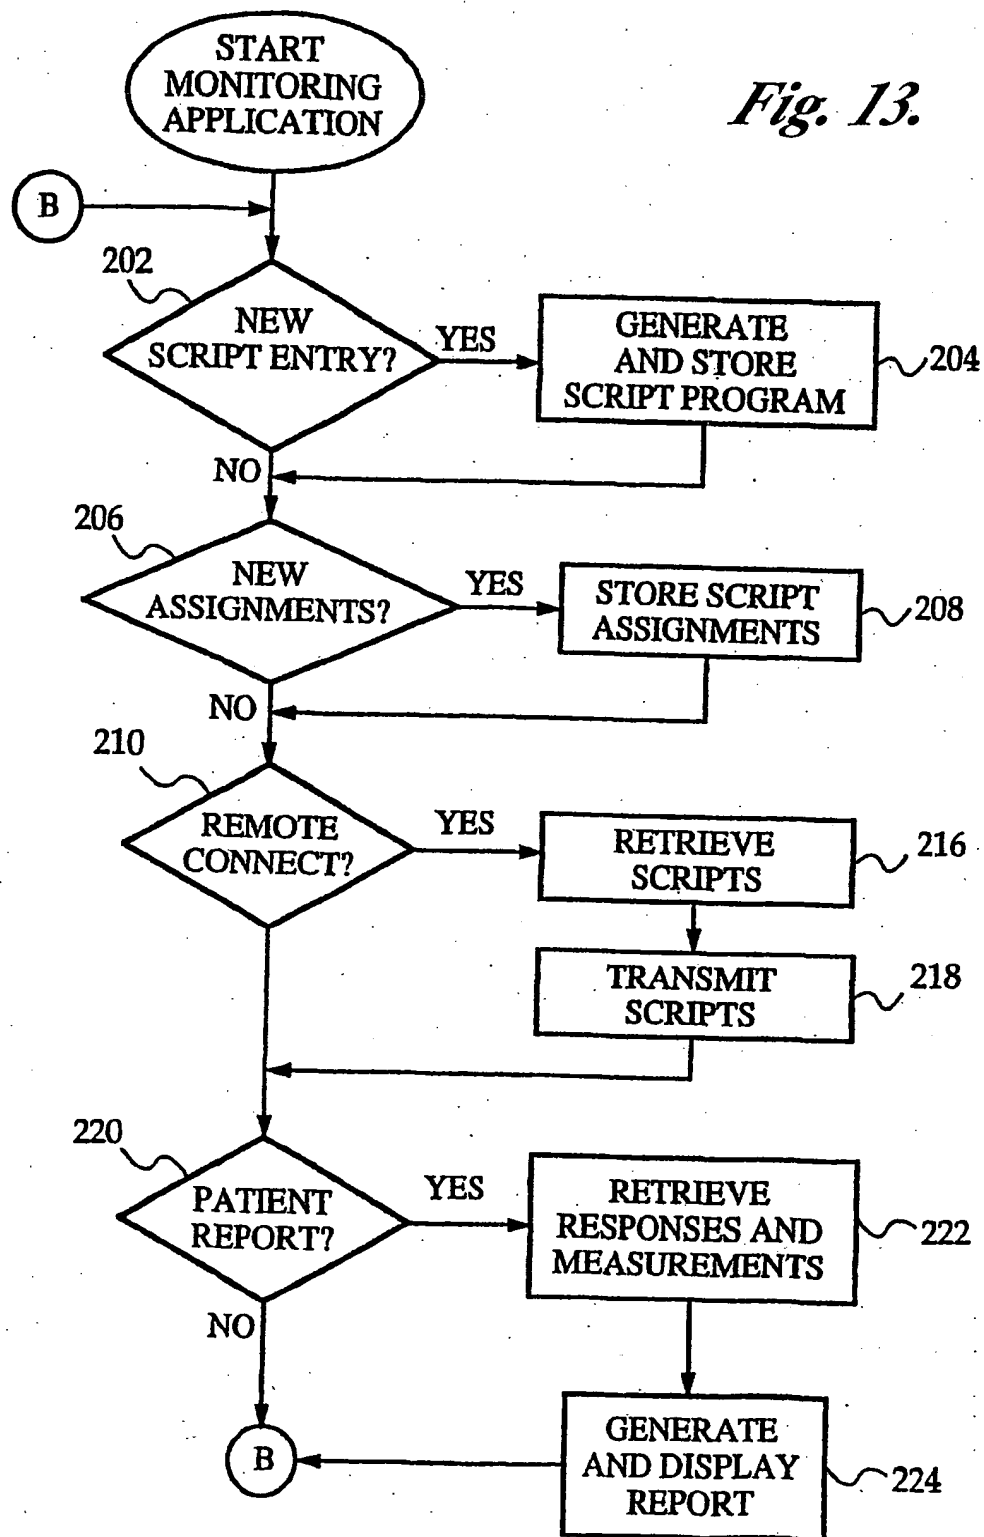 START
MONITORING
APPLICATION
Fig. 13.
B
202
NEW
SCRIPT ENTRY?
YES
GENERATE
AND STORE
SCRIPT PROGRAM
204
NO
206
NEW
ASSIGNMENTS?
YES
STORE SCRIPT
ASSIGNMENTS
208
NO
210
REMOTE
CONNECT?
YES
RETRIEVE
SCRIPTS
216
TRANSMIT
SCRIPTS
218
220
PATIENT
REPORT?
YES
RETRIEVE
RESPONSES AND
MEASUREMENTS
222
NO
B
GENERATE
AND DISPLAY
REPORT
224